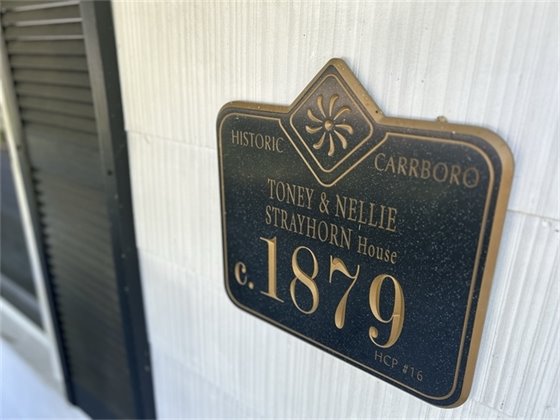 HISTORIC CARRBORO
TONEY & NELLIE
STRAYHORN House
c. 1879
HCP #16